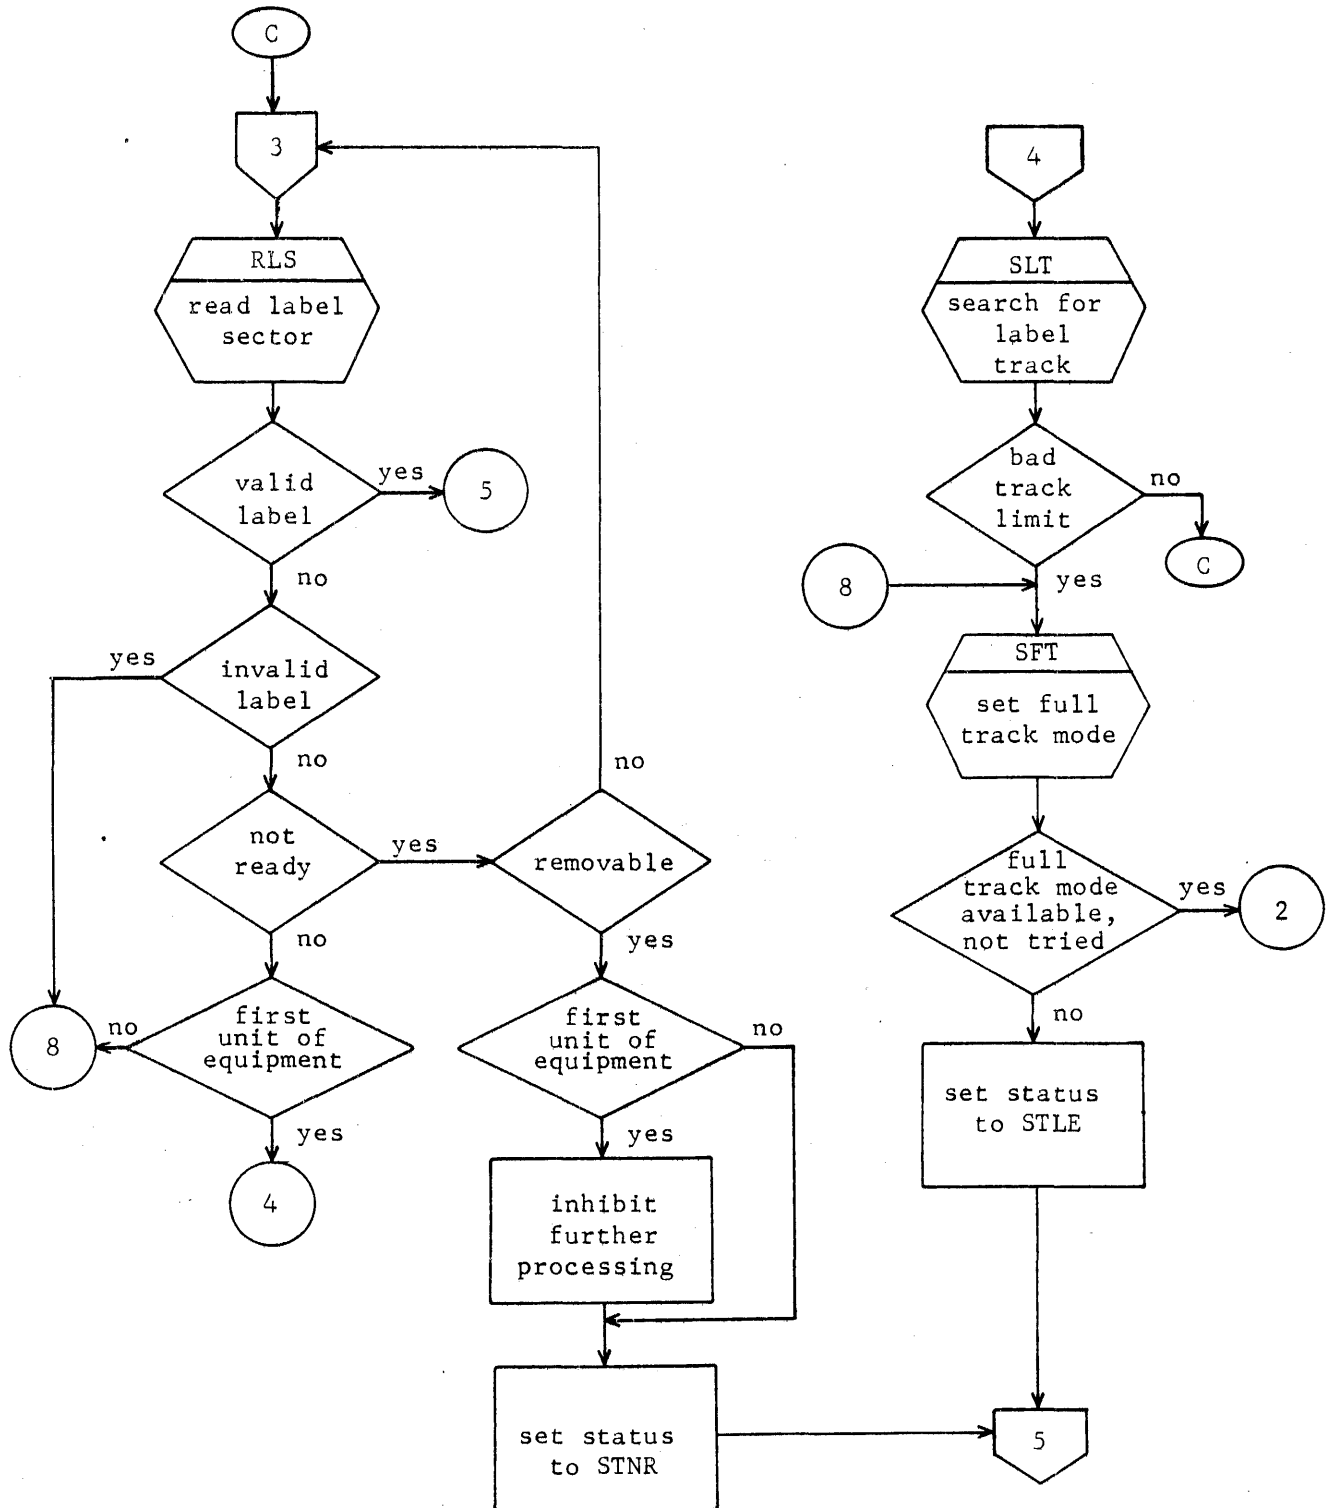 C
3
RLS
read label
sector
valid
label
yes
5
no
invalid
label
yes
no
not
ready
yes
no
first
unit of
equipment
no
8
yes
4
removable
no
yes
first
unit of
equipment
no
yes
inhibit
further
processing
set status
to STNR
4
SLT
search for
label
track
bad
track
limit
no
C
yes
8
SFT
set full
track mode
full
track mode
available,
not tried
yes
2
no
set status
to STLE
5